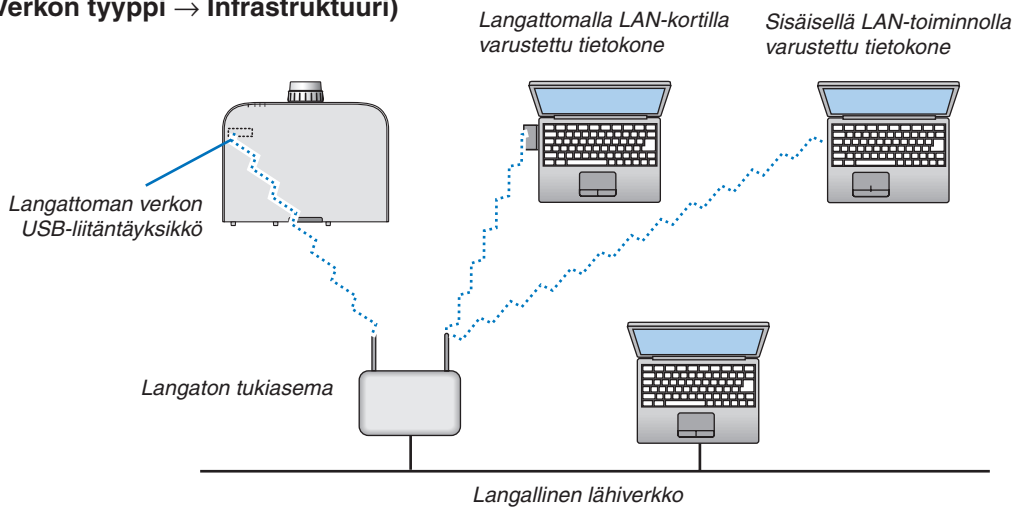 Verkon tyyppi → Infrastruktuuri)
Langattomalla LAN-kortilla
varustettu tietokone
Sisäisellä LAN-toiminnolla
varustettu tietokone
Langattoman verkon
USB-liitäntäyksikkö
Langaton tukiasema
Langallinen lähiverkko